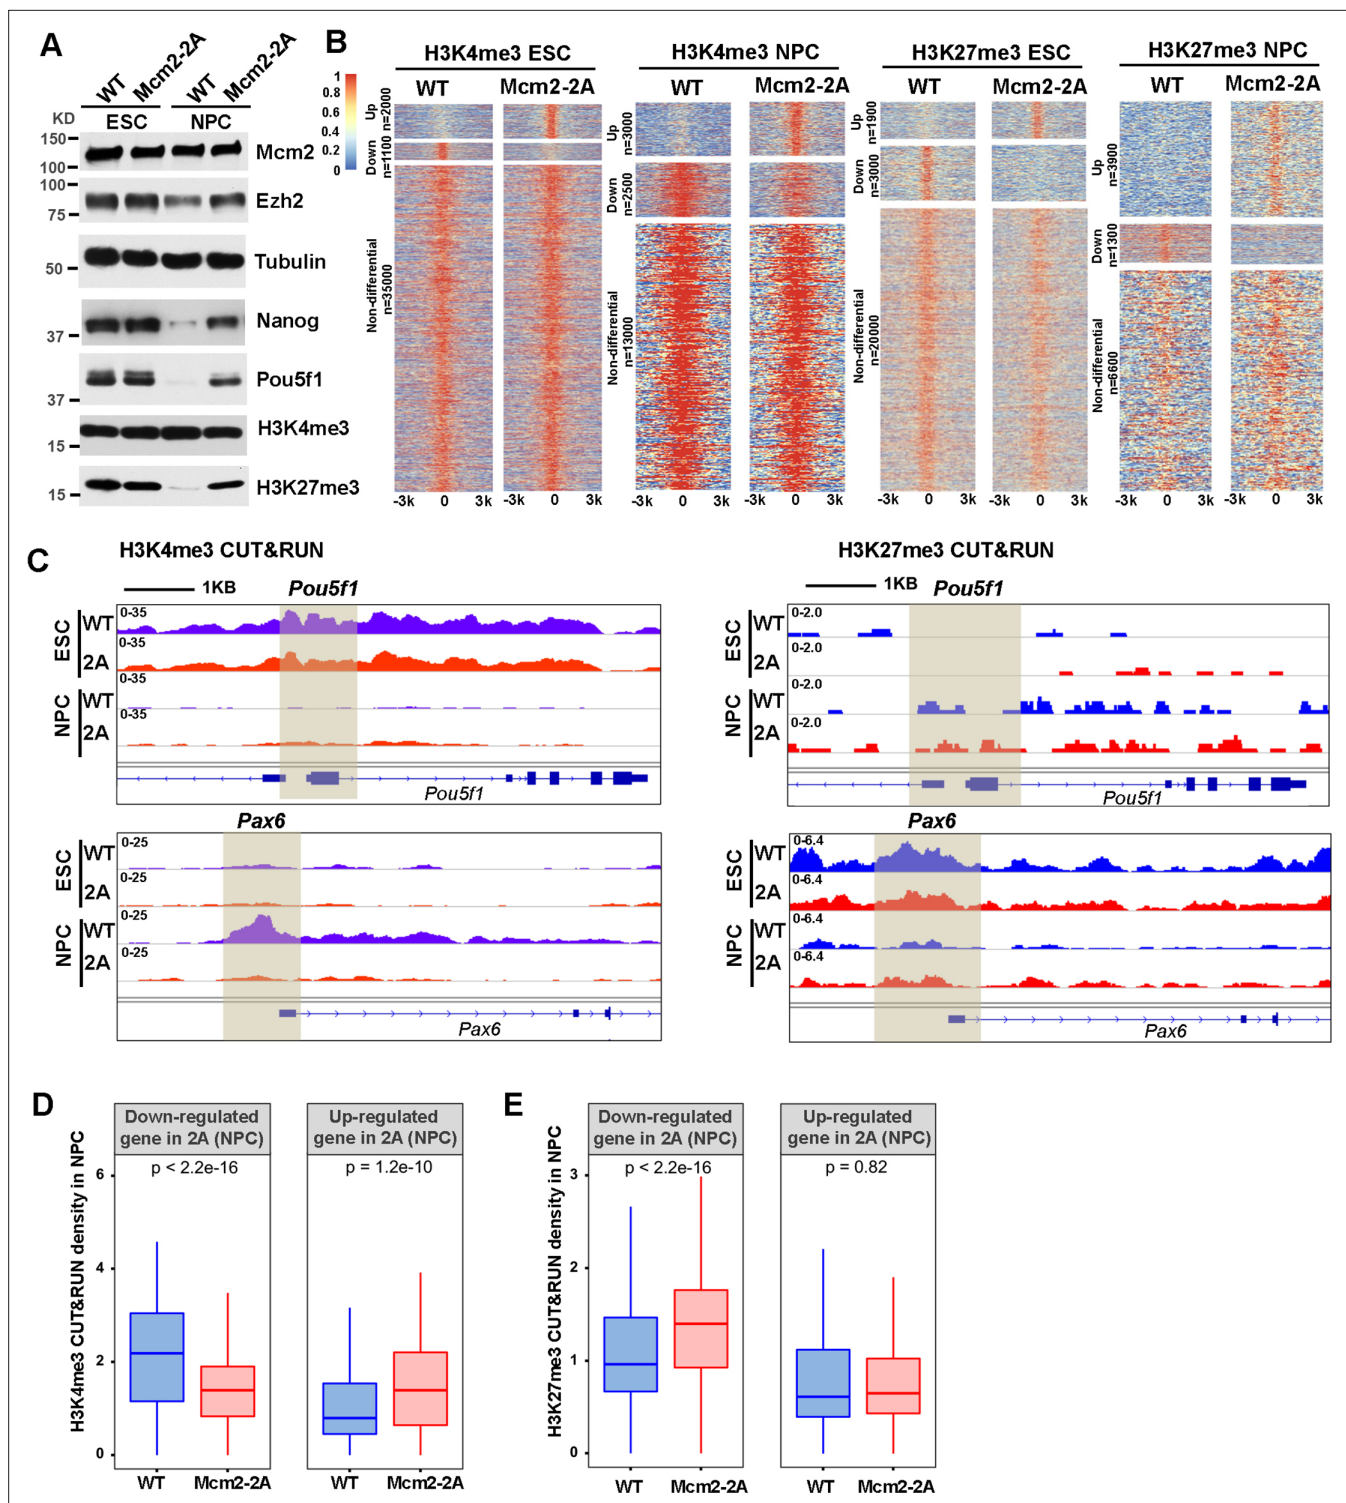 A
WT
Mcm2-2A
WT
Mcm2-2A
KD
ESC
NPC
150
100
Mcm2
100
75
Ezh2
50
Tubulin
37
Nanog
37
Pou5f1
15
H3K4me3
15
H3K27me3
B
1
0.8
0.6
0.4
0.2
0
H3K4me3 ESC
WT
Mcm2-2A
Up
n=2000
Down
n=1100
Non-differential
n=35000
-3k 0 3k
-3k 0 3k
H3K4me3 NPC
WT
Mcm2-2A
Up
n=3000
Down
n=2500
Non-differential
n=13000
-3k 0 3k
-3k 0 3k
H3K27me3 ESC
WT
Mcm2-2A
Up
n=1900
Down
n=3000
Non-differential
n=20000
-3k 0 3k
-3k 0 3k
H3K27me3 NPC
WT
Mcm2-2A
Up
n=3900
Down
n=1300
Non-differential
n=6600
-3k 0 3k
-3k 0 3k
C
H3K4me3 CUT&RUN
1KB
Pou5f1
ESC
WT
0-35
2A
0-35
NPC
WT
0-35
2A
0-35
Pou5f1
Pax6
ESC
WT
0-25
2A
0-25
NPC
WT
0-25
2A
0-25
Pax6
H3K27me3 CUT&RUN
1KB
Pou5f1
ESC
WT
0-2.0
2A
0-2.0
NPC
WT
0-2.0
2A
0-2.0
Pou5f1
Pax6
ESC
WT
0-6.4
2A
0-6.4
NPC
WT
0-6.4
2A
0-6.4
Pax6
D
H3K4me3 CUT&RUN density in NPC
6
4
2
0
Down-regulated
gene in 2A (NPC)
p < 2.2e-16
WT Mcm2-2A
Up-regulated
gene in 2A (NPC)
p = 1.2e-10
WT Mcm2-2A
E
H3K27me3 CUT&RUN density in NPC
3
2
1
0
Down-regulated
gene in 2A (NPC)
p < 2.2e-16
WT Mcm2-2A
Up-regulated
gene in 2A (NPC)
p = 0.82
WT Mcm2-2A